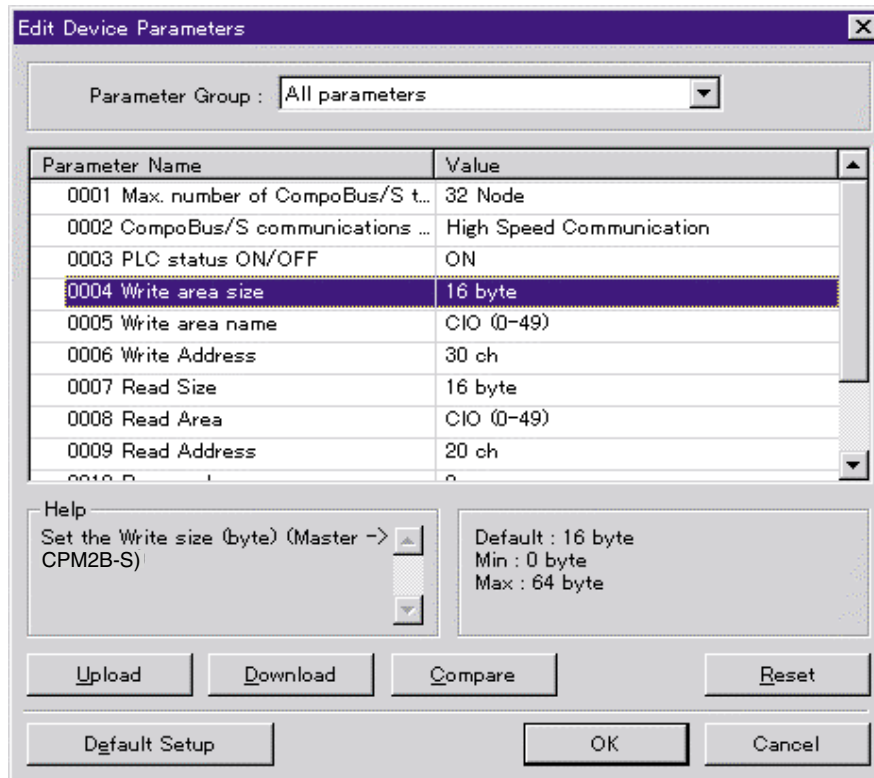 Edit Device Parameters
Parameter Group : All parameters
Parameter Name Value
0001 Max. number of CompoBus/S t... 32 Node
0002 CompoBus/S communications ... High Speed Communication
0003 PLC status ON/OFF ON
0004 Write area size 16 byte
0005 Write area name CIO (0-49)
0006 Write Address 30 ch
0007 Read Size 16 byte
0008 Read Area CIO (0-49)
0009 Read Address 20 ch
Help
Set the Write size (byte) (Master ->
CPM2B-S)
Default : 16 byte
Min : 0 byte
Max : 64 byte
Upload Download Compare Reset
Default Setup OK Cancel